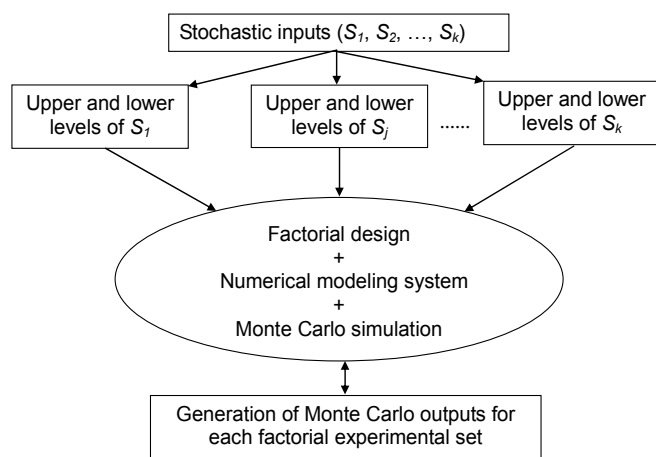 Stochastic inputs (S1, S2, …, Sk)
Upper and lower
levels of S1
Upper and lower
levels of Sj
......
Upper and lower
levels of Sk
Factorial design
+
Numerical modeling system
+
Monte Carlo simulation
Generation of Monte Carlo outputs for
each factorial experimental set